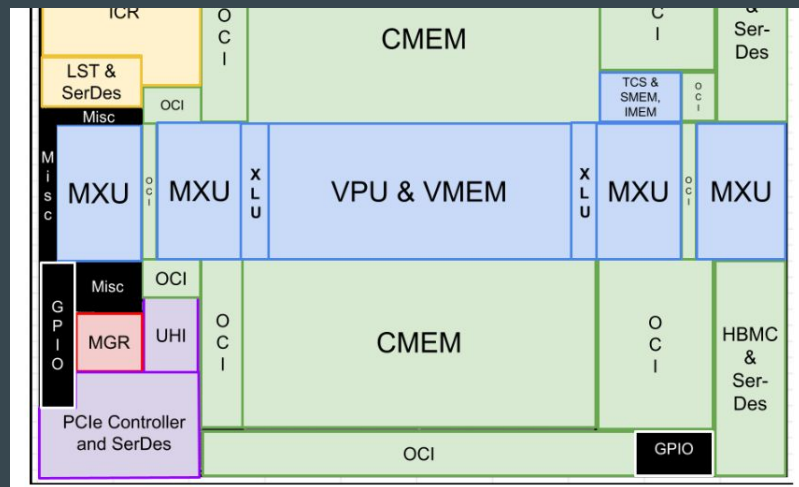 ICR
O
C
I
CMEM
C
I
&
Ser-
Des
LST &
SerDes
OCI
TCS &
SMEM,
IMEM
O
C
I
Misc
M
i
s
c
MXU
O
C
I
MXU
X
L
U
VPU & VMEM
X
L
U
MXU
O
C
I
MXU
G
P
I
O
Misc
OCI
MGR
UHI
O
C
I
CMEM
O
C
I
HBMC
&
Ser-
Des
PCIe Controller
and SerDes
OCI
GPIO